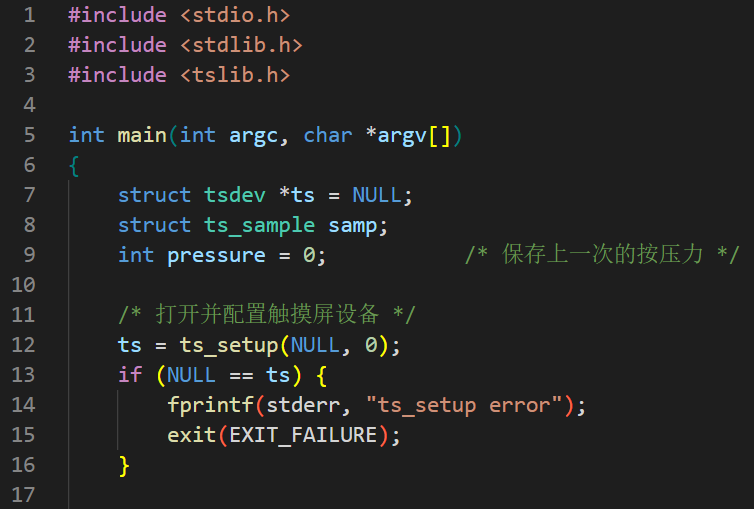 1 #include <stdio.h>
2 #include <stdlib.h>
3 #include <tslib.h>
4
5 int main(int argc, char *argv[])
6 {
7     struct tsdev *ts = NULL;
8     struct ts_sample samp;
9     int pressure = 0;           /* 保存上一次的按压力 */
10
11     /* 打开并配置触摸屏设备 */
12     ts = ts_setup(NULL, 0);
13     if (NULL == ts) {
14         fprintf(stderr, "ts_setup error");
15         exit(EXIT_FAILURE);
16     }
17